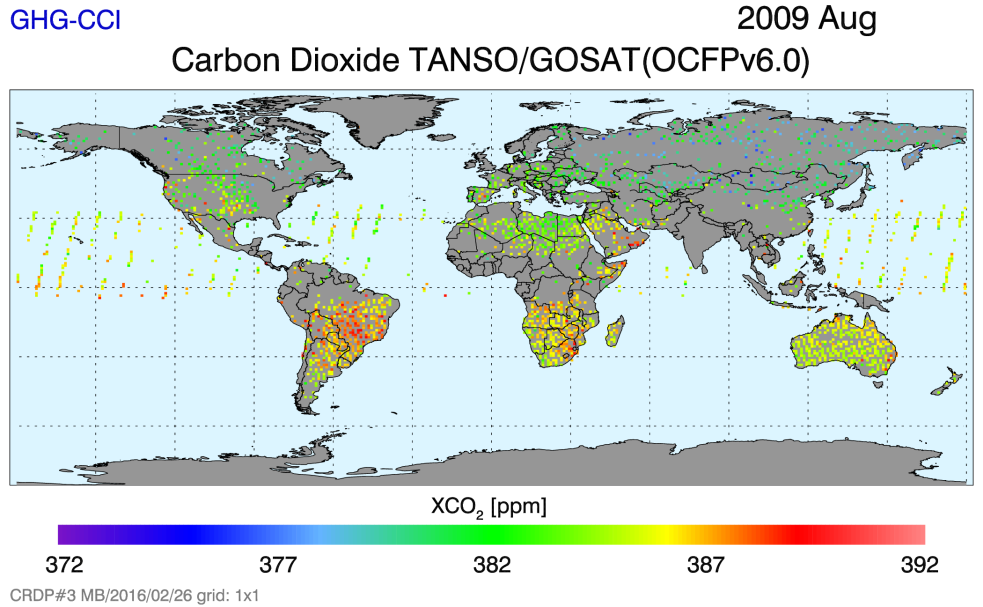 GHG-CCI
2009 Aug
Carbon Dioxide TANSO/GOSAT(OCFPv6.0)
XCO₂ [ppm]
372 377 382 387 392
CRDP#3 MB/2016/02/26 grid: 1x1